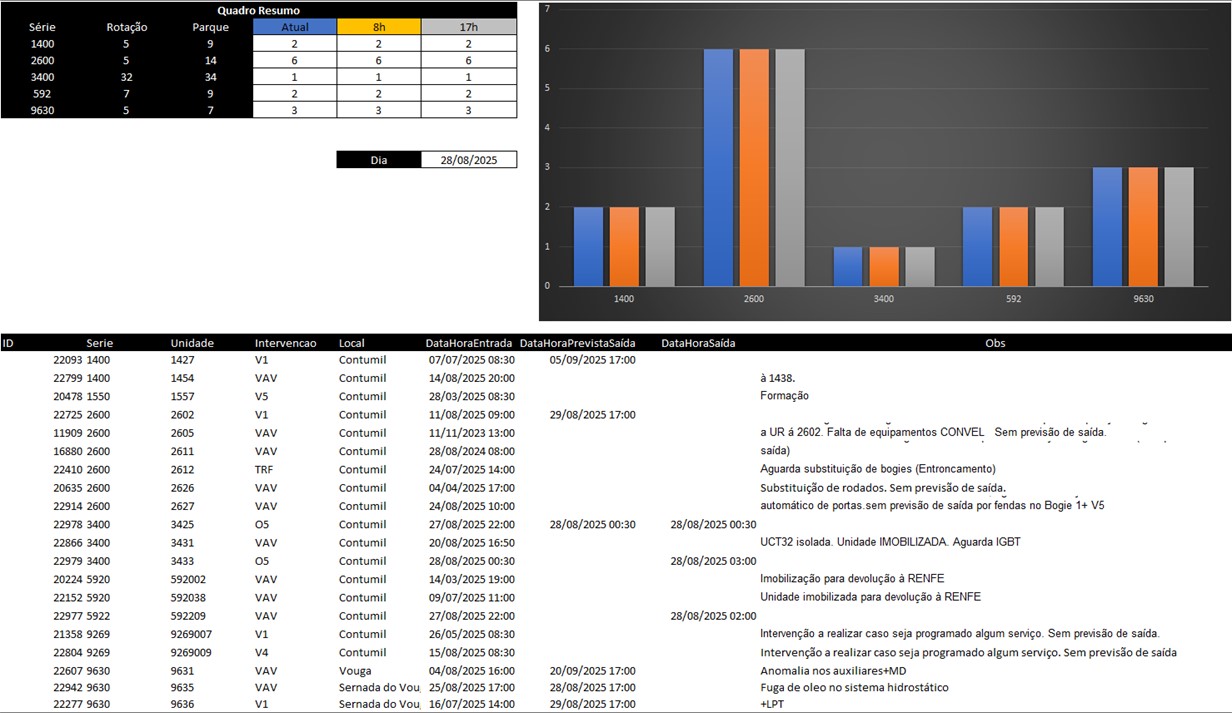 Quadro Resumo
Série Rotação Parque Atual 8h 17h
1400 5 9 2 2 2
2600 5 14 6 6 6
3400 32 34 1 1 1
592 7 9 2 2 2
9630 5 7 3 3 3
Dia 28/08/2025
7
6
5
4
3
2
1
0
1400 2600 3400 592 9630
ID Serie Unidade Intervencao Local DataHoraEntrada DataHoraPrevistaSaída DataHoraSaída Obs
22093 1400 1427 V1 Contumil 07/07/2025 08:30 05/09/2025 17:00
22799 1400 1454 VAV Contumil 14/08/2025 20:00 à 1438.
20478 1550 1557 V5 Contumil 28/03/2025 08:30 Formação
22725 2600 2602 V1 Contumil 11/08/2025 09:00 29/08/2025 17:00
11909 2600 2605 VAV Contumil 11/11/2023 13:00 a UR á 2602. Falta de equipamentos CONVEL Sem previsão de saída.
16880 2600 2611 VAV Contumil 28/08/2024 08:00 saída)
22410 2600 2612 TRF Contumil 24/07/2025 14:00 Aguarda substituição de bogies (Entroncamento)
20635 2600 2626 VAV Contumil 04/04/2025 17:00 Substituição de rodados. Sem previsão de saída.
22914 2600 2627 VAV Contumil 24/08/2025 10:00 automático de portas.sem previsão de saída por fendas no Bogie 1+ V5
22978 3400 3425 O5 Contumil 27/08/2025 22:00 28/08/2025 00:30 28/08/2025 00:30
22866 3400 3431 VAV Contumil 20/08/2025 16:50 UCT32 isolada. Unidade IMOBILIZADA. Aguarda IGBT
22979 3400 3433 O5 Contumil 28/08/2025 00:30 28/08/2025 03:00
20224 5920 592002 VAV Contumil 14/03/2025 19:00 Imobilização para devolução à RENFE
22152 5920 592038 VAV Contumil 09/07/2025 11:00 Unidade imobilizada para devolução à RENFE
22977 5922 592209 VAV Contumil 27/08/2025 22:00 28/08/2025 02:00
21358 9269 9269007 V1 Contumil 26/05/2025 08:30 Intervenção a realizar caso seja programado algum serviço. Sem previsão de saída.
22804 9269 9269009 V4 Contumil 15/08/2025 08:30 Intervenção a realizar caso seja programado algum serviço. Sem previsão de saída
22607 9630 9631 VAV Vouga 04/08/2025 16:00 20/09/2025 17:00 Anomalia nos auxiliares+MD
22942 9630 9635 VAV Sernada do Vou 25/08/2025 17:00 28/08/2025 17:00 Fuga de oleo no sistema hidrostático
22277 9630 9636 V1 Sernada do Vou 16/07/2025 14:00 29/08/2025 17:00 +LPT